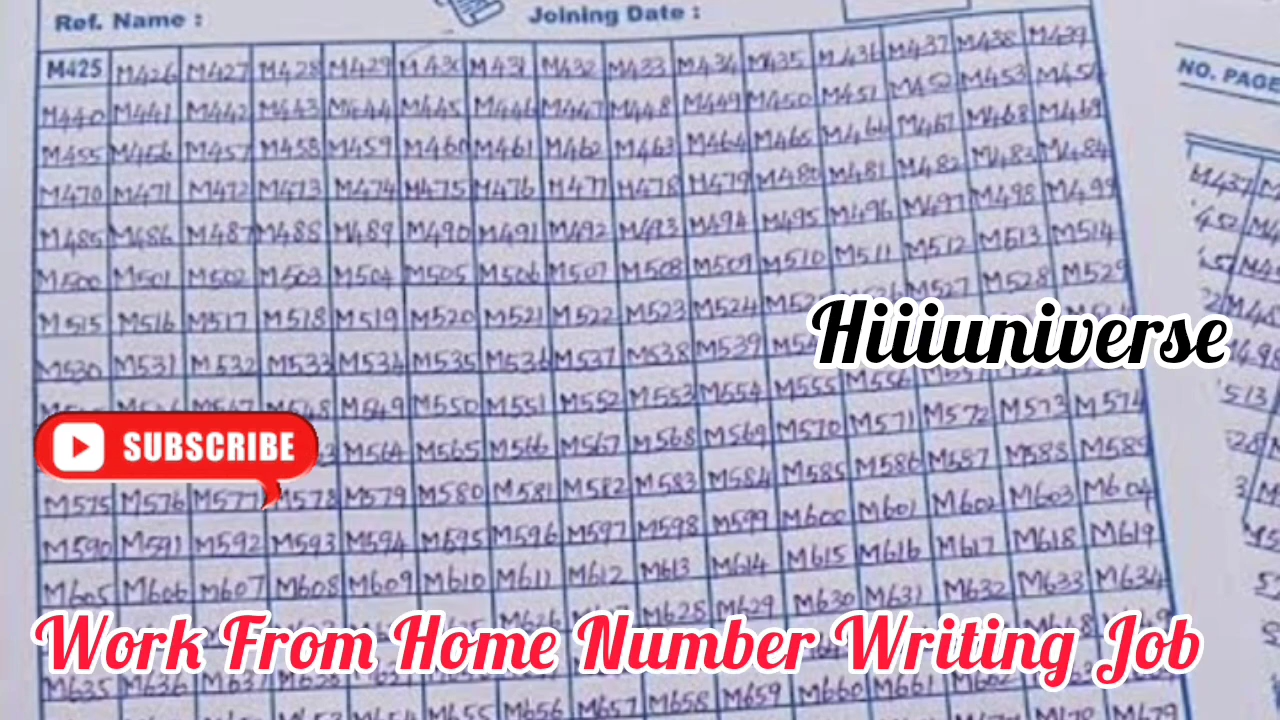 Ref. Name :
Joining Date :
NO. PAGE
M425 M426 M427 M428 M429 M430 M431 M432 M433 M434 M435 M436 M437 M438 M439
M440 M441 M442 M443 M444 M445 M446 M447 M448 M449 M450 M451 M452 M453 M454
M455 M456 M457 M458 M459 M460 M461 M462 M463 M464 M465 M466 M467 M468 M469
M470 M471 M472 M473 M474 M475 M476 M477 M478 M479 M480 M481 M482 M483 M484
M485 M486 M487 M488 M489 M490 M491 M492 M493 M494 M495 M496 M497 M498 M499
M500 M501 M502 M503 M504 M505 M506 M507 M508 M509 M510 M511 M512 M513 M514
M515 M516 M517 M518 M519 M520 M521 M522 M523 M524 M527 M528 M529
Hiiiuniverse
M530 M531 M532 M533 M534 M535 M536 M537 M538 M539
M549 M550 M551 M552 M553 M554 M555 M556
SUBSCRIBE
M564 M565 M566 M567 M568 M569 M570 M571 M572 M573 M574
M575 M576 M577 M578 M579 M580 M581 M582 M583 M584 M585 M586 M587 M588 M589
M590 M591 M592 M593 M594 M595 M596 M597 M598 M599 M600 M601 M602 M603 M604
M605 M606 M607 M608 M609 M610 M611 M612 M613 M614 M615 M616 M617 M618 M619
M628 M629 M630 M631 M632 M633 M634
Work From Home Number Writing Job
M635 M636 M637 M656 M657 M658 M659 M660 M661
M679
M437
513